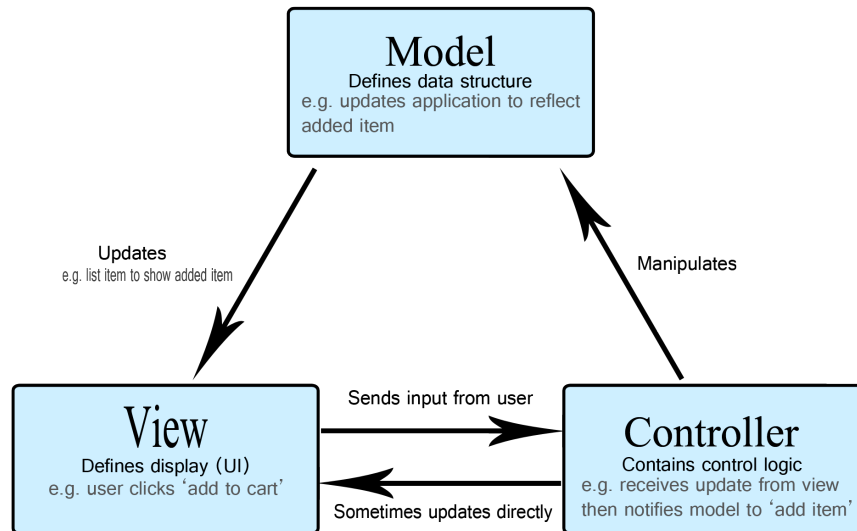 Model
Defines data structure
e.g. updates application to reflect
added item
Updates
e.g. list item to show added item
Manipulates
View
Defines display (UI)
e.g. user clicks ‘add to cart’
Sends input from user
Sometimes updates directly
Controller
Contains control logic
e.g. receives update from view
then notifies model to ‘add item’